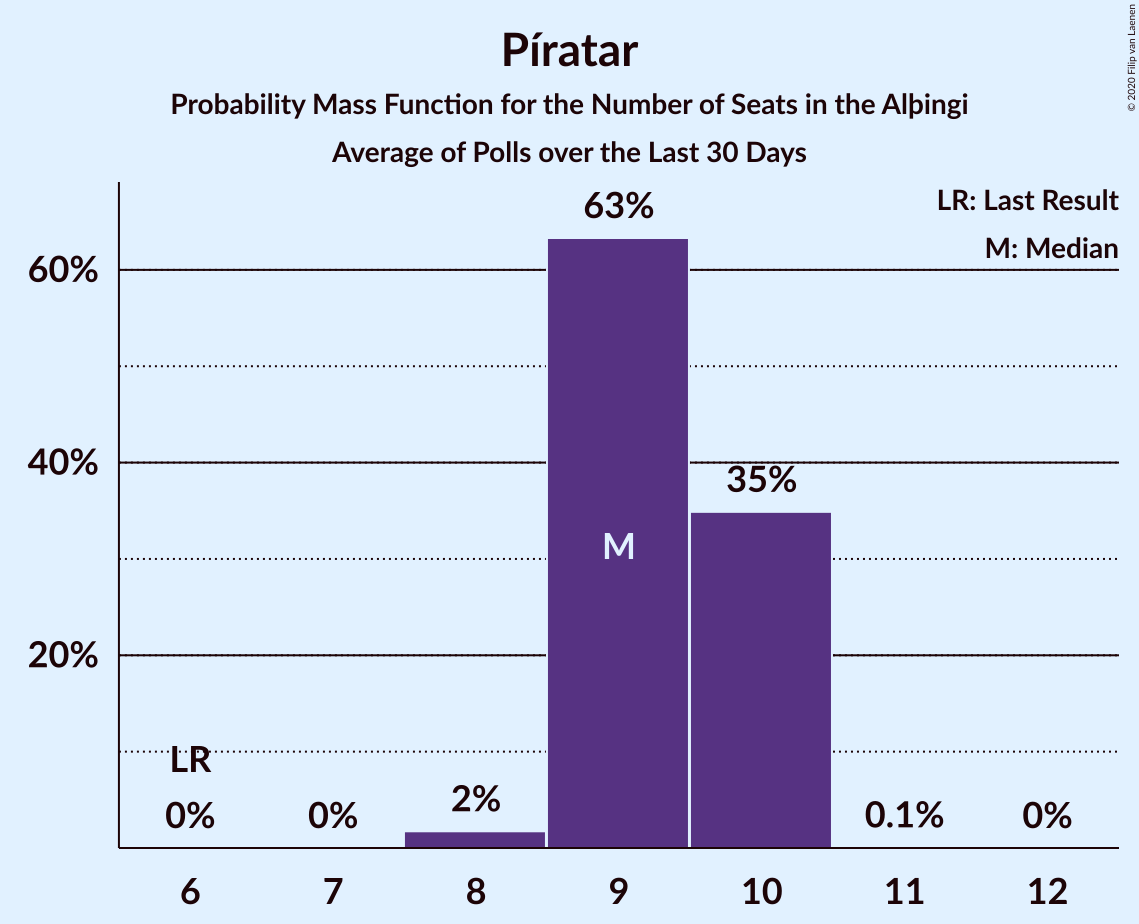 Píratar
Probability Mass Function for the Number of Seats in the Alþingi
Average of Polls over the Last 30 Days
© 2020 Filip van Laenen
LR: Last Result
M: Median
63%
60%
40%
35%
M
20%
LR
0%
0%
2%
0.1%
0%
6 7 8 9 10 11 12